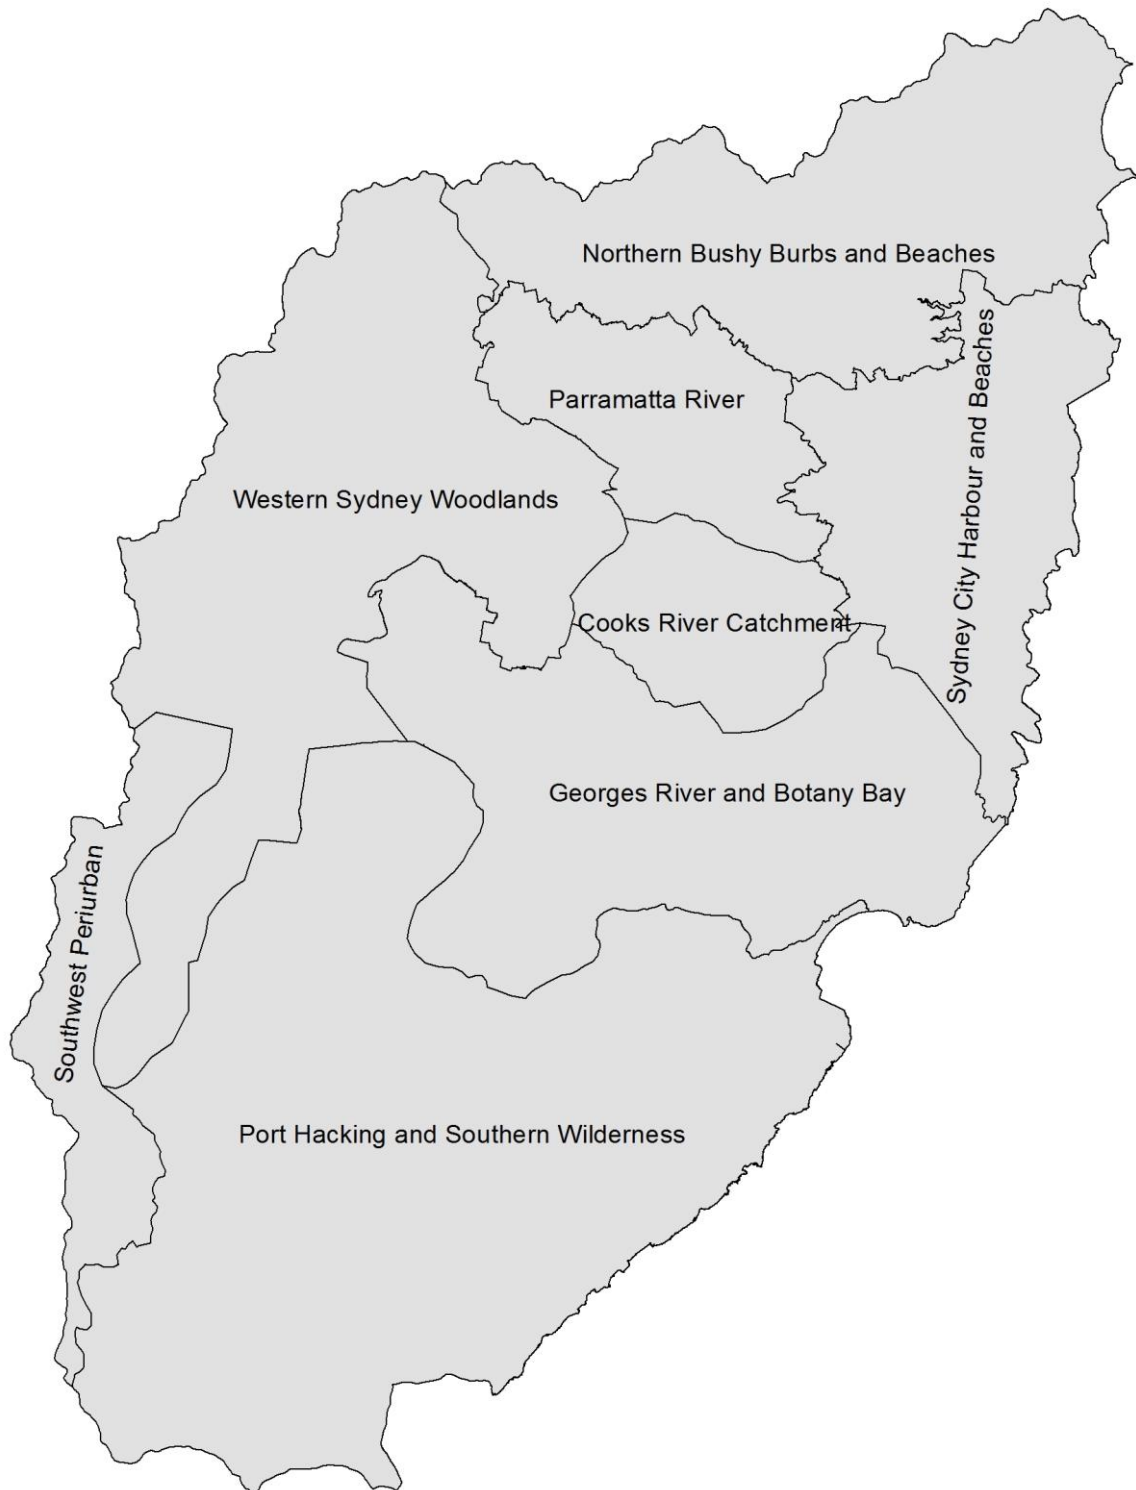 Northern Bushy Burbs and Beaches
Parramatta River
Sydney City Harbour and Beaches
Western Sydney Woodlands
Cooks River Catchment
Georges River and Botany Bay
Southwest Periurban
Port Hacking and Southern Wilderness